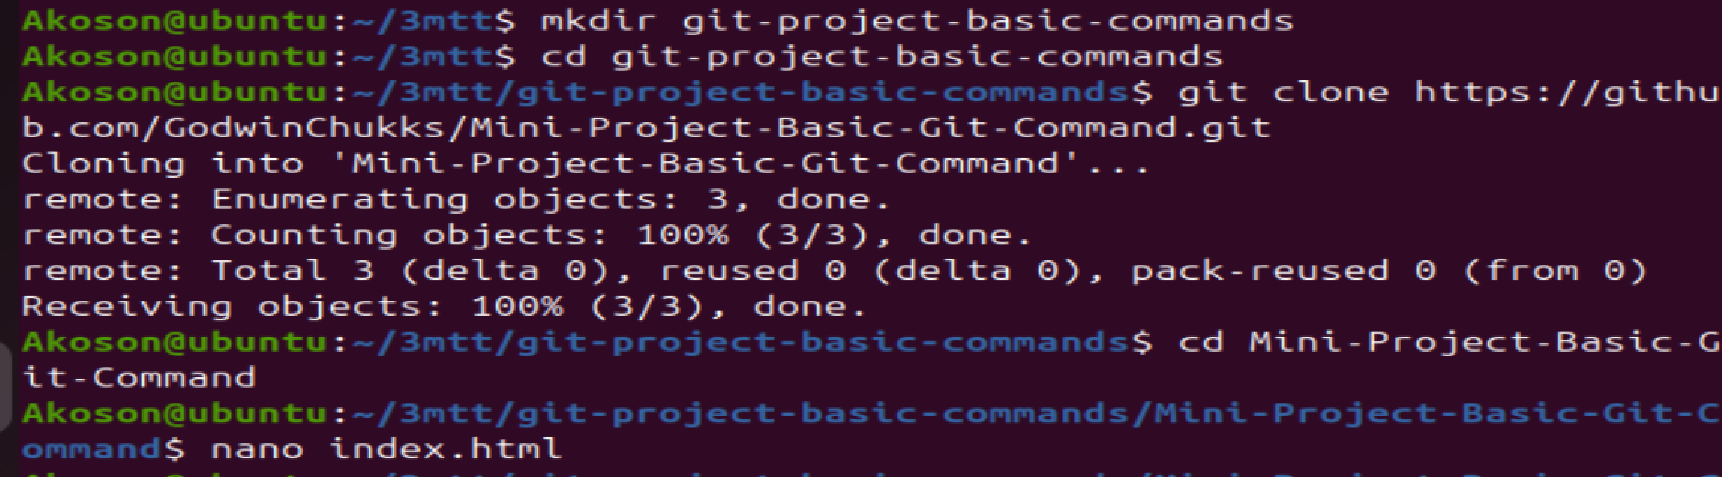 Akoson@ubuntu:~/3mtt$ mkdir git-project-basic-commands
Akoson@ubuntu:~/3mtt$ cd git-project-basic-commands
Akoson@ubuntu:~/3mtt/git-project-basic-commands$ git clone https://githu
b.com/GodwinChukks/Mini-Project-Basic-Git-Command.git
Cloning into 'Mini-Project-Basic-Git-Command'...
remote: Enumerating objects: 3, done.
remote: Counting objects: 100% (3/3), done.
remote: Total 3 (delta 0), reused 0 (delta 0), pack-reused 0 (from 0)
Receiving objects: 100% (3/3), done.
Akoson@ubuntu:~/3mtt/git-project-basic-commands$ cd Mini-Project-Basic-G
it-Command
Akoson@ubuntu:~/3mtt/git-project-basic-commands/Mini-Project-Basic-Git-C
ommand$ nano index.html